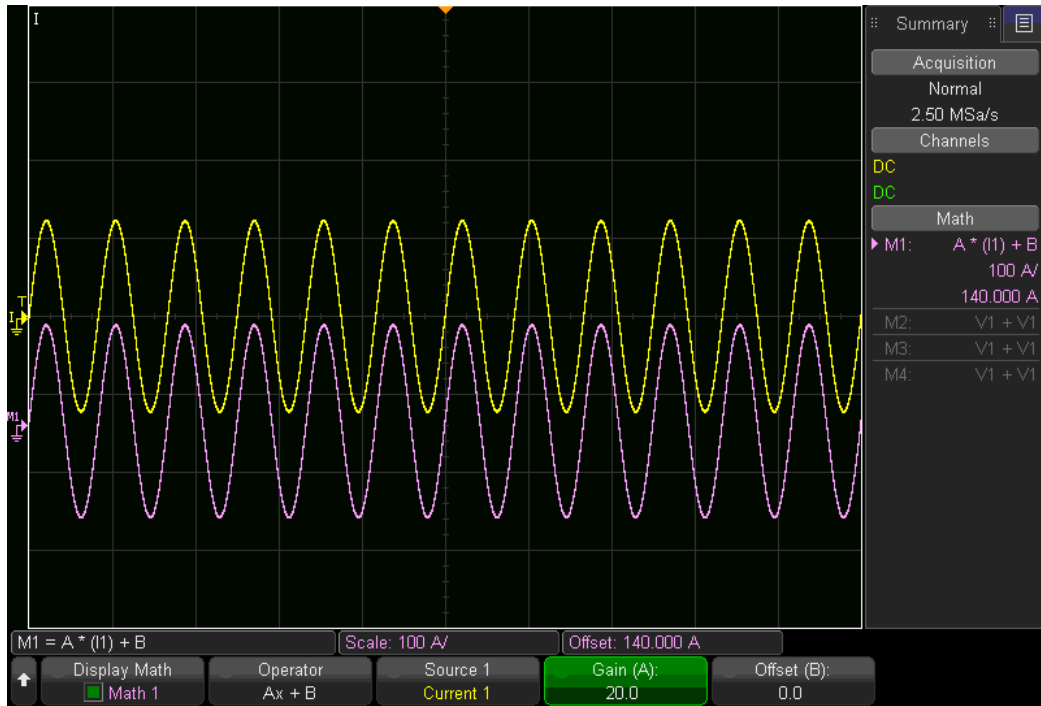 I
Summary
Acquisition
Normal
2.50 MSa/s
Channels
DC
DC
Math
M1: A * (I1) + B
100 A/
140.000 A
M2: V1 + V1
M3: V1 + V1
M4: V1 + V1
T
I
M1
M1 = A * (I1) + B Scale: 100 A/ Offset: 140.000 A
Display Math Operator Source 1 Gain (A): Offset (B):
Math 1 Ax + B Current 1 20.0 0.0